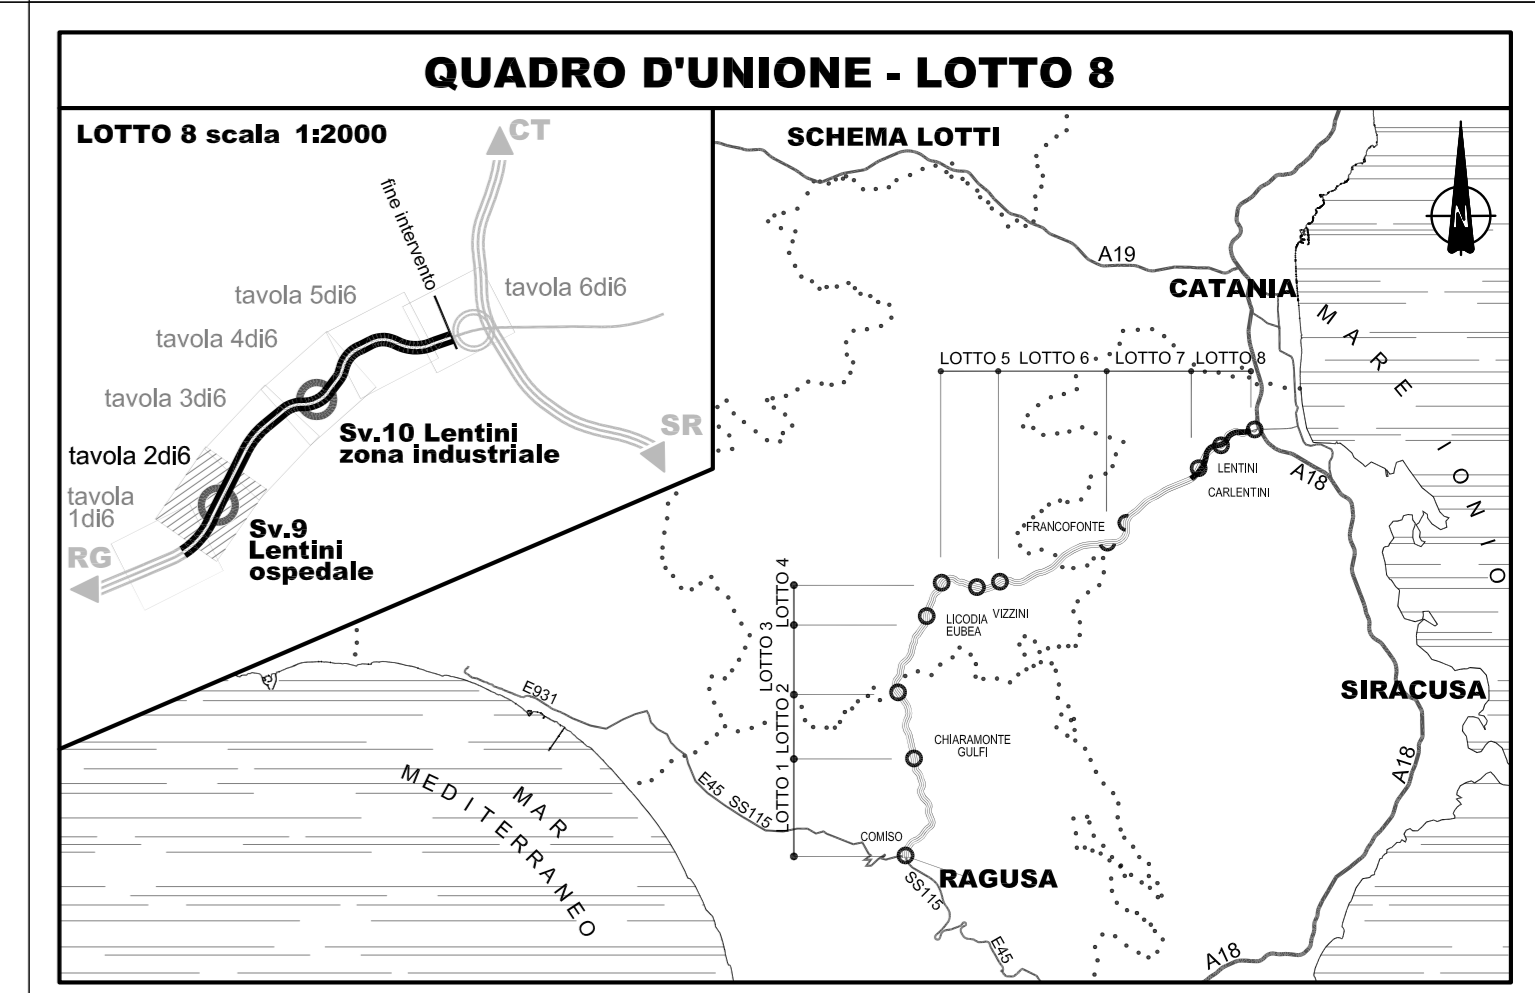 QUADRO D'UNIONE - LOTTO 8
LOTTO 8 scala 1:2000
CT
fine intervento
tavola 5di6
tavola 6di6
tavola 4di6
tavola 3di6
SR
Sv.10 Lentini
zona industriale
tavola 2di6
tavola
1di6
Sv.9
Lentini
ospedale
RG
SCHEMA LOTTI
N
A19
CATANIA
MARE IONIO
LOTTO 5
LOTTO 6
LOTTO 7
LOTTO 8
LENTINI
CARLENTINI
A18
FRANCOFONTE
LOTTO 4
LOTTO 3
LOTTO 2
LOTTO 1
LICODIA
EUBEA
VIZZINI
E931
SIRACUSA
CHIARAMONTE
GULFI
A18
MAR
MEDITERRANEO
E45
SS115
COMISO
RAGUSA
SS115
E45
A18